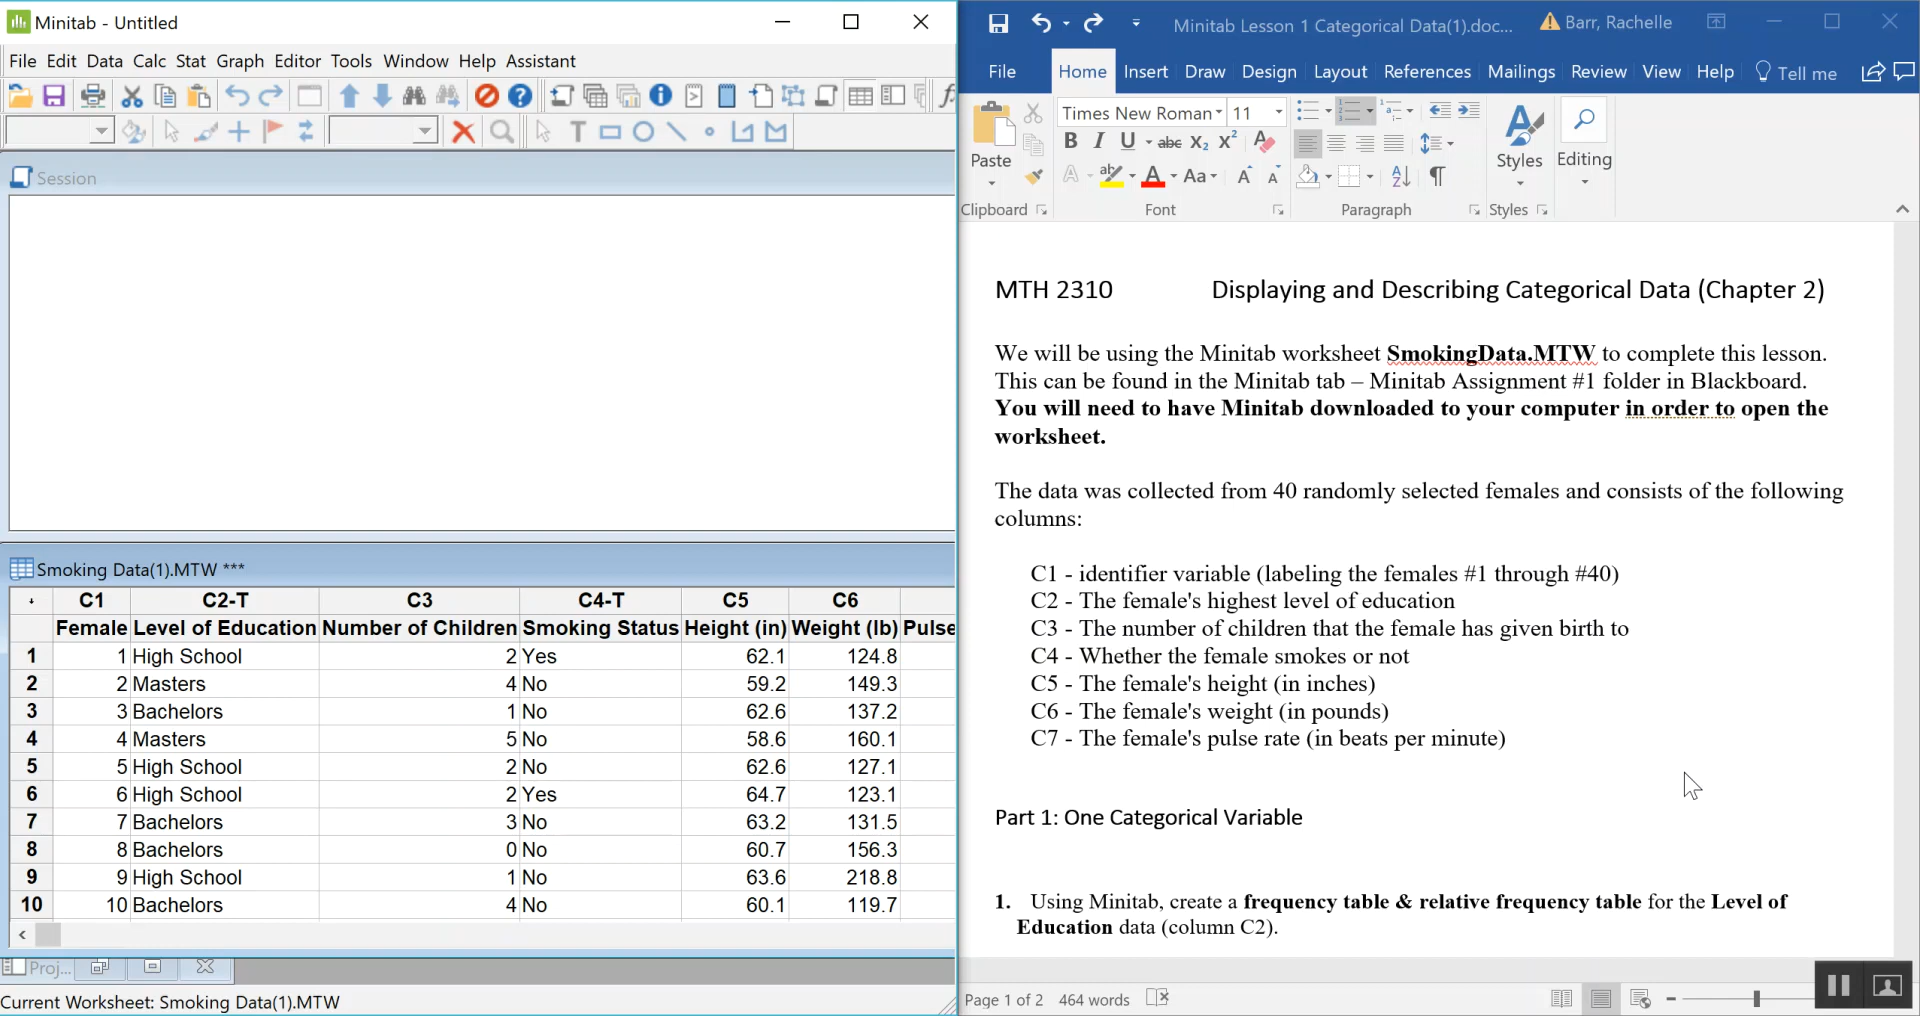 Minitab - Untitled
File Edit Data Calc Stat Graph Editor Tools Window Help Assistant
Session
Smoking Data(1).MTW ***
C1 C2-T C3 C4-T C5 C6
Female Level of Education Number of Children Smoking Status Height (in) Weight (lb) Pulse
1 1 High School 2 Yes 62.1 124.8
2 2 Masters 4 No 59.2 149.3
3 3 Bachelors 1 No 62.6 137.2
4 4 Masters 5 No 58.6 160.1
5 5 High School 2 No 62.6 127.1
6 6 High School 2 Yes 64.7 123.1
7 7 Bachelors 3 No 63.2 131.5
8 8 Bachelors 0 No 60.7 156.3
9 9 High School 1 No 63.6 218.8
10 10 Bachelors 4 No 60.1 119.7
Proj...
Current Worksheet: Smoking Data(1).MTW
Minitab Lesson 1 Categorical Data(1).doc... Barr, Rachelle
File Home Insert Draw Design Layout References Mailings Review View Help Tell me
Times New Roman 11
B I U abc X2 X2
Paste Styles Editing
A ab A Aa A A
Clipboard Font Paragraph Styles
MTH 2310 Displaying and Describing Categorical Data (Chapter 2)
We will be using the Minitab worksheet SmokingData.MTW to complete this lesson.
This can be found in the Minitab tab – Minitab Assignment #1 folder in Blackboard.
You will need to have Minitab downloaded to your computer in order to open the
worksheet.
The data was collected from 40 randomly selected females and consists of the following
columns:
C1 - identifier variable (labeling the females #1 through #40)
C2 - The female's highest level of education
C3 - The number of children that the female has given birth to
C4 - Whether the female smokes or not
C5 - The female's height (in inches)
C6 - The female's weight (in pounds)
C7 - The female's pulse rate (in beats per minute)
Part 1: One Categorical Variable
1. Using Minitab, create a frequency table & relative frequency table for the Level of
Education data (column C2).
Page 1 of 2 464 words